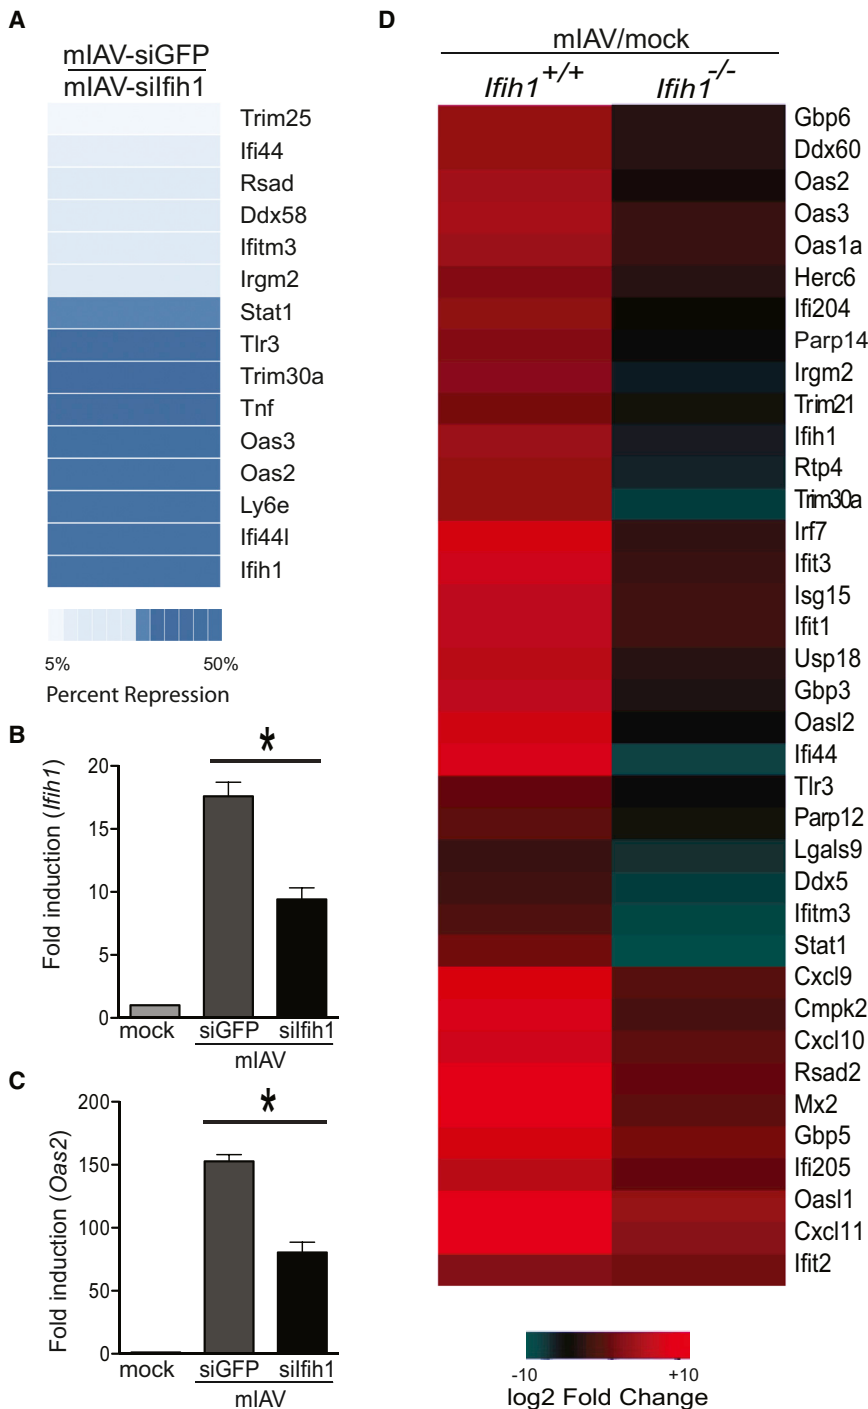 A
mIAV-siGFP
mIAV-siIfih1
Trim25
Ifi44
Rsad
Ddx58
Ifitm3
Irgm2
Stat1
Tlr3
Trim30a
Tnf
Oas3
Oas2
Ly6e
Ifi44l
Ifih1
5% 50%
Percent Repression
B
*
Fold induction (Ifih1)
20
15
10
5
0
mock siGFP siIfih1
mIAV
C
*
Fold induction (Oas2)
200
150
100
50
0
mock siGFP siIfih1
mIAV
D
mIAV/mock
Ifih1+/+ Ifih1-/-
Gbp6
Ddx60
Oas2
Oas3
Oas1a
Herc6
Ifi204
Parp14
Irgm2
Trim21
Ifih1
Rtp4
Trim30a
Irf7
Ifit3
Isg15
Ifit1
Usp18
Gbp3
Oasl2
Ifi44
Tlr3
Parp12
Lgals9
Ddx5
Ifitm3
Stat1
Cxcl9
Cmpk2
Cxcl10
Rsad2
Mx2
Gbp5
Ifi205
Oasl1
Cxcl11
Ifit2
-10 +10
log2 Fold Change